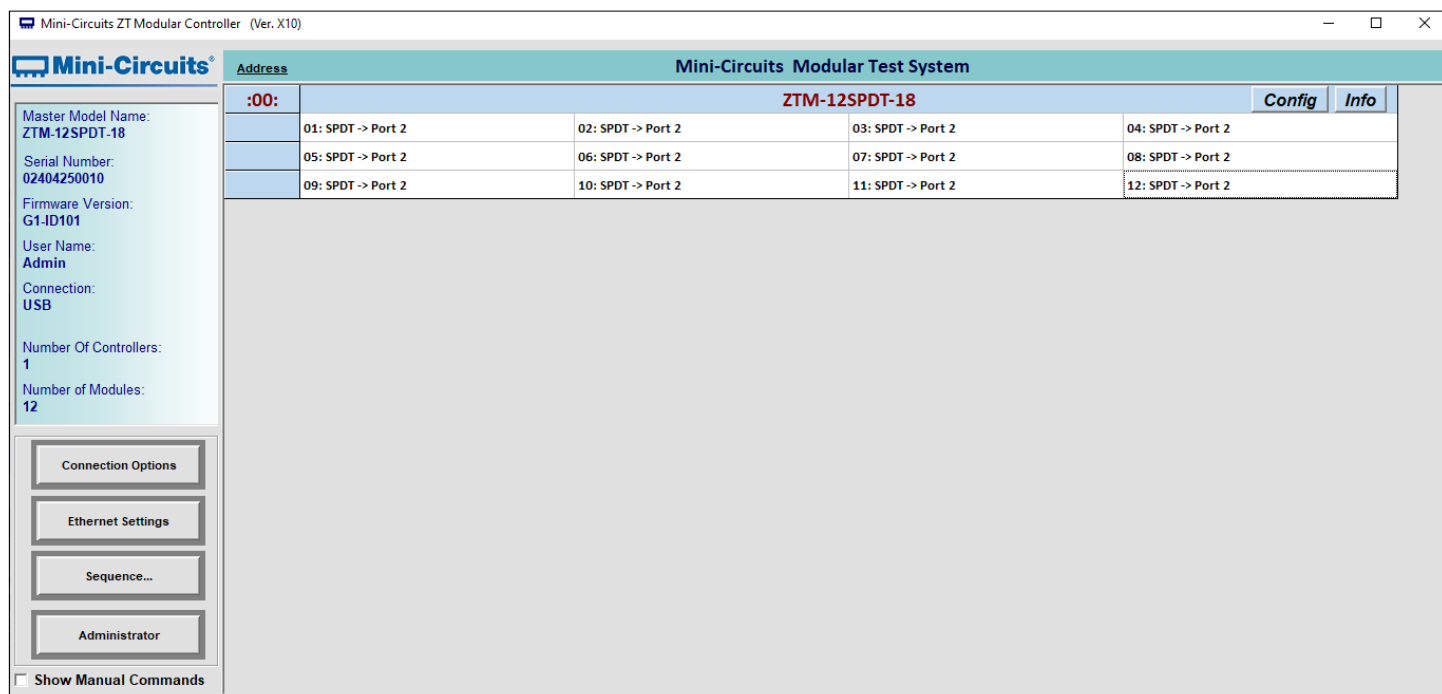 Mini-Circuits ZT Modular Controller (Ver. X10)
Mini-Circuits®
Address
Mini-Circuits Modular Test System
:00:
ZTM-12SPDT-18
Config
Info
01: SPDT -> Port 2
02: SPDT -> Port 2
03: SPDT -> Port 2
04: SPDT -> Port 2
05: SPDT -> Port 2
06: SPDT -> Port 2
07: SPDT -> Port 2
08: SPDT -> Port 2
09: SPDT -> Port 2
10: SPDT -> Port 2
11: SPDT -> Port 2
12: SPDT -> Port 2
Master Model Name:
ZTM-12SPDT-18
Serial Number:
02404250010
Firmware Version:
G1-ID101
User Name:
Admin
Connection:
USB
Number Of Controllers:
1
Number of Modules:
12
Connection Options
Ethernet Settings
Sequence...
Administrator
Show Manual Commands